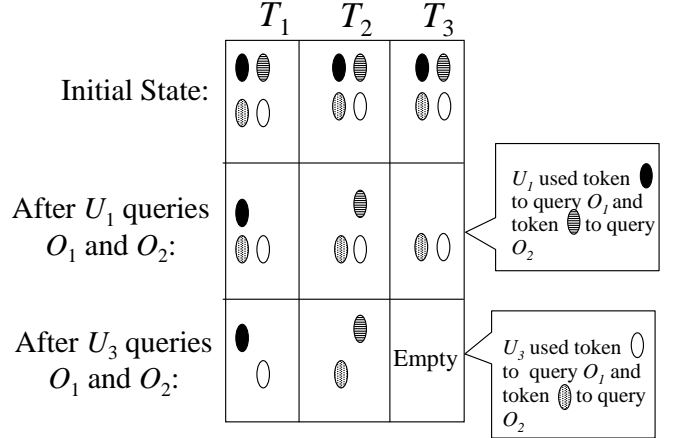 T1 T2 T3
Initial State:
After U1 queries
O1 and O2:
U1 used token
to query O1 and
token to query
O2
After U3 queries
O1 and O2:
Empty
U3 used token
to query O1 and
token to query
O2